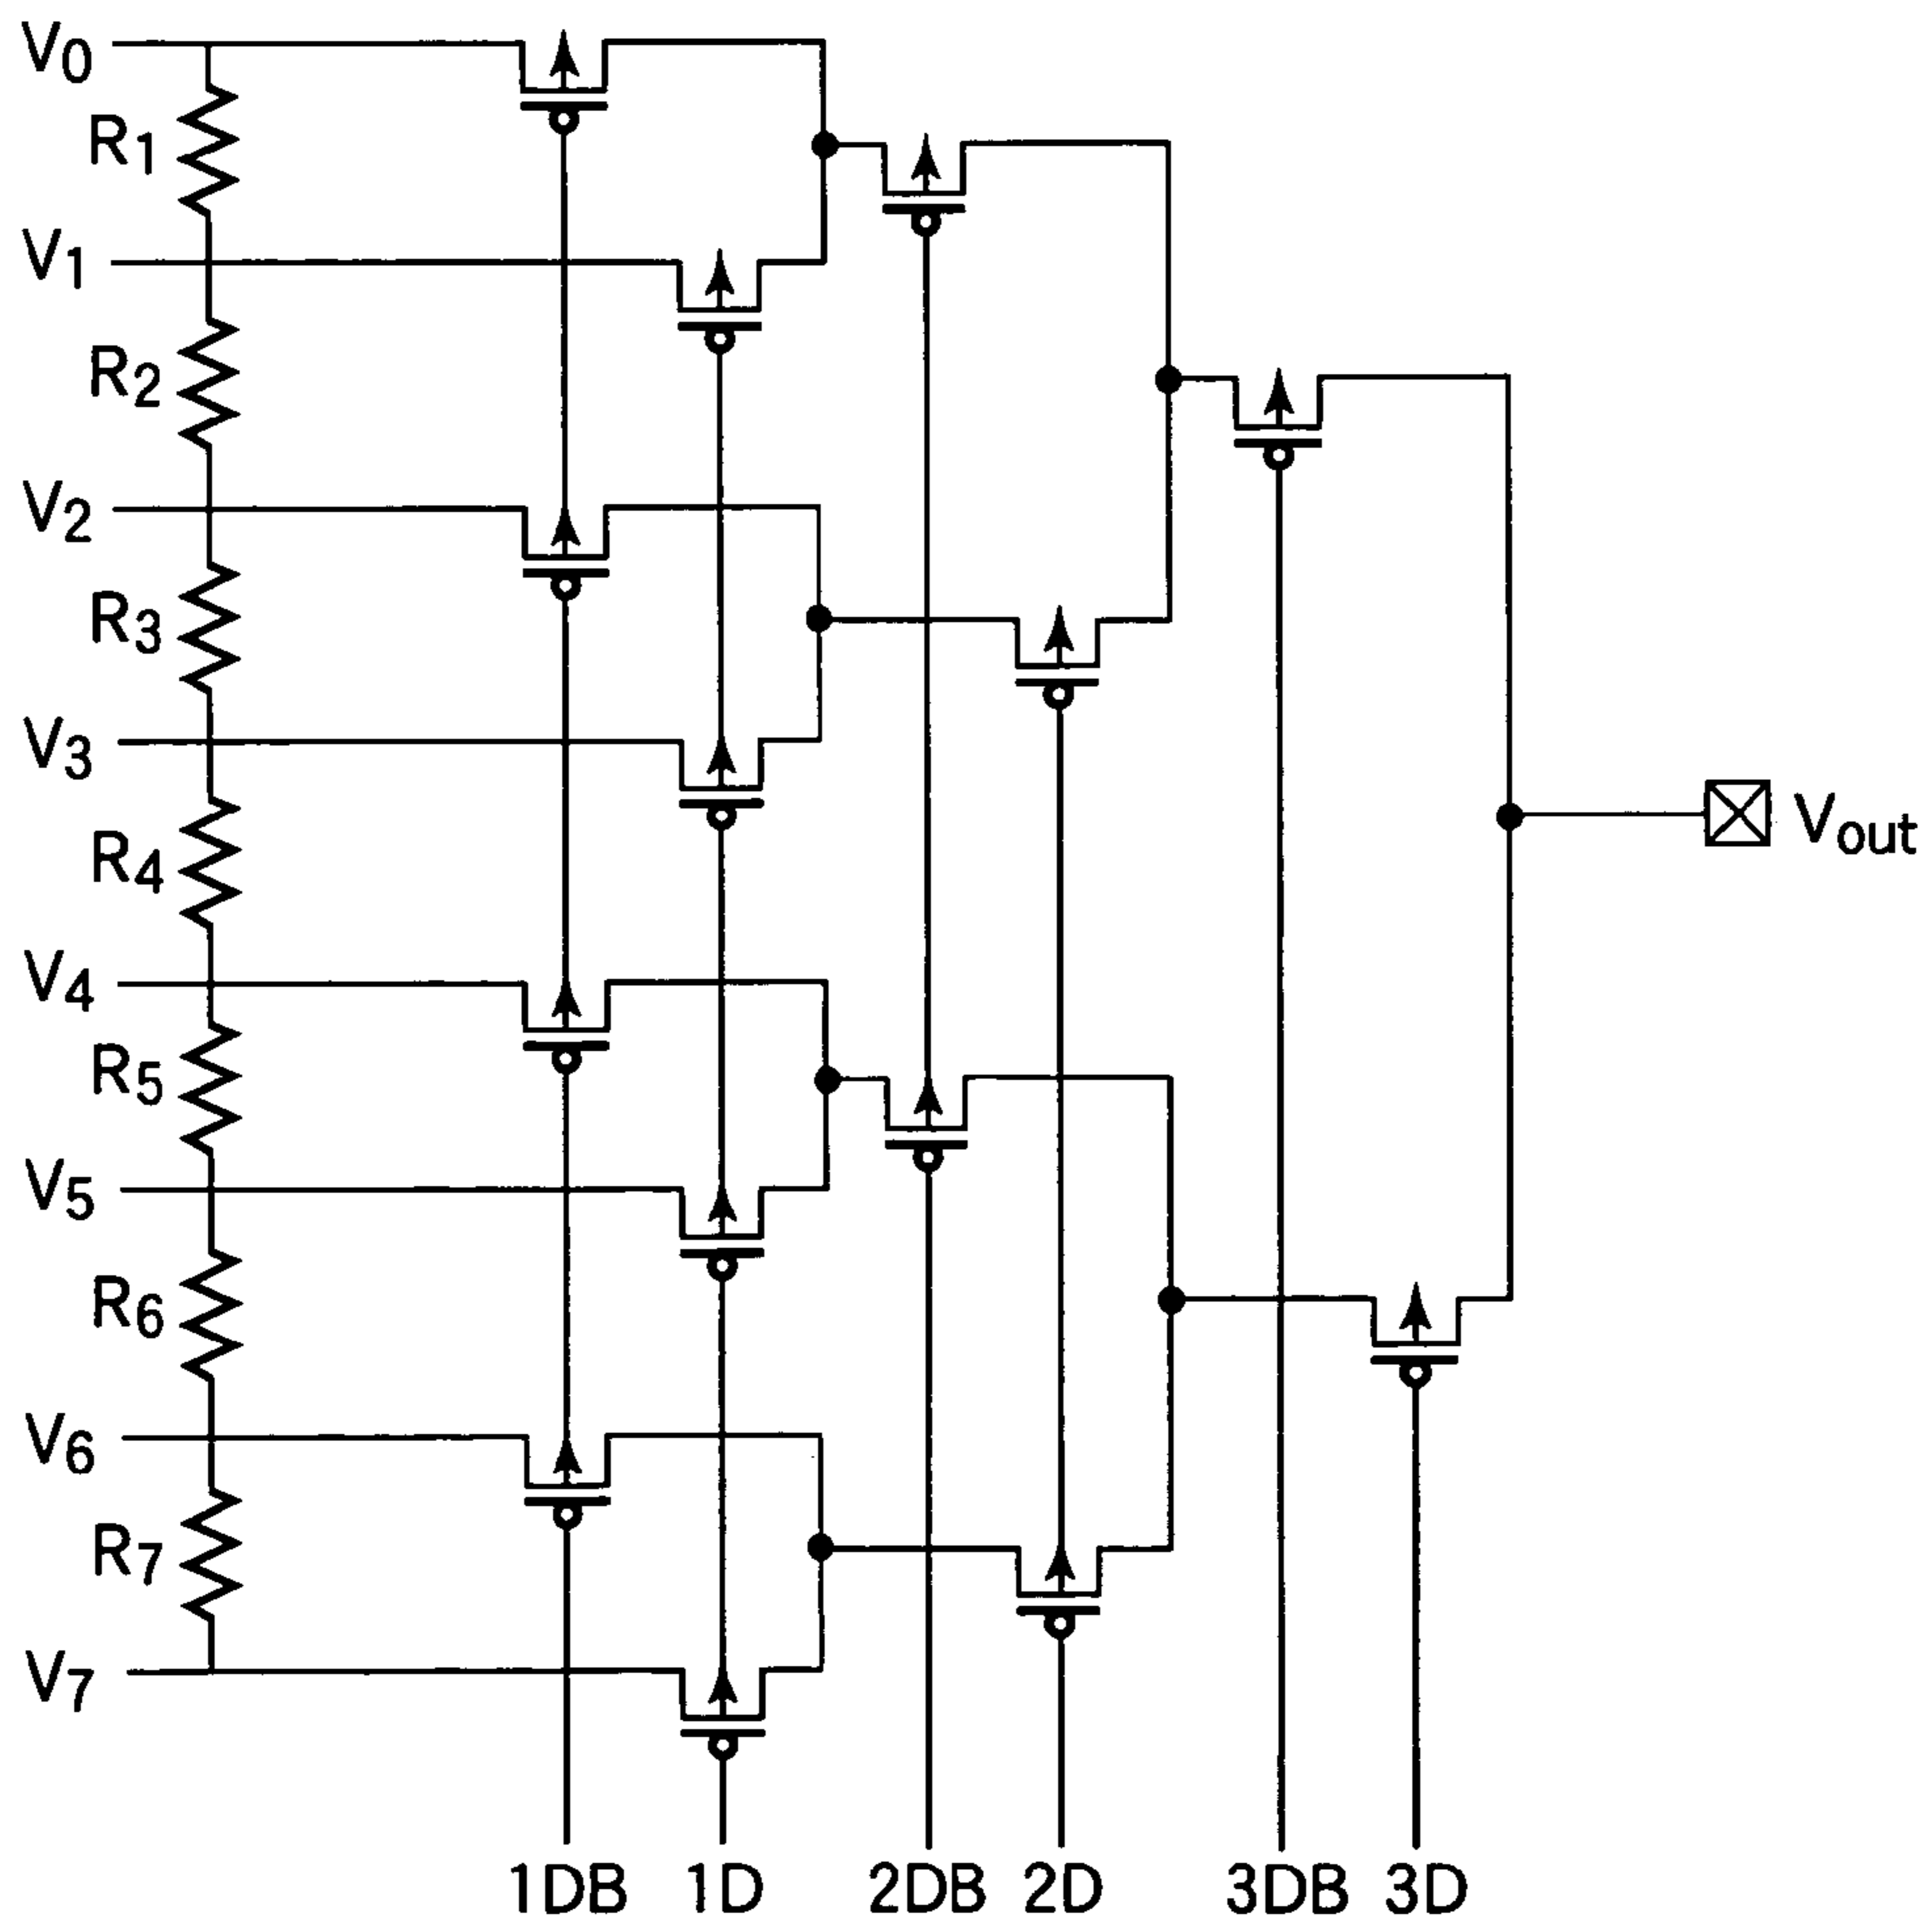 V0
R1
V1
R2
V2
R3
V3
R4
Vout
V4
R5
V5
R6
V6
R7
V7
1DB 1D 2DB 2D 3DB 3D